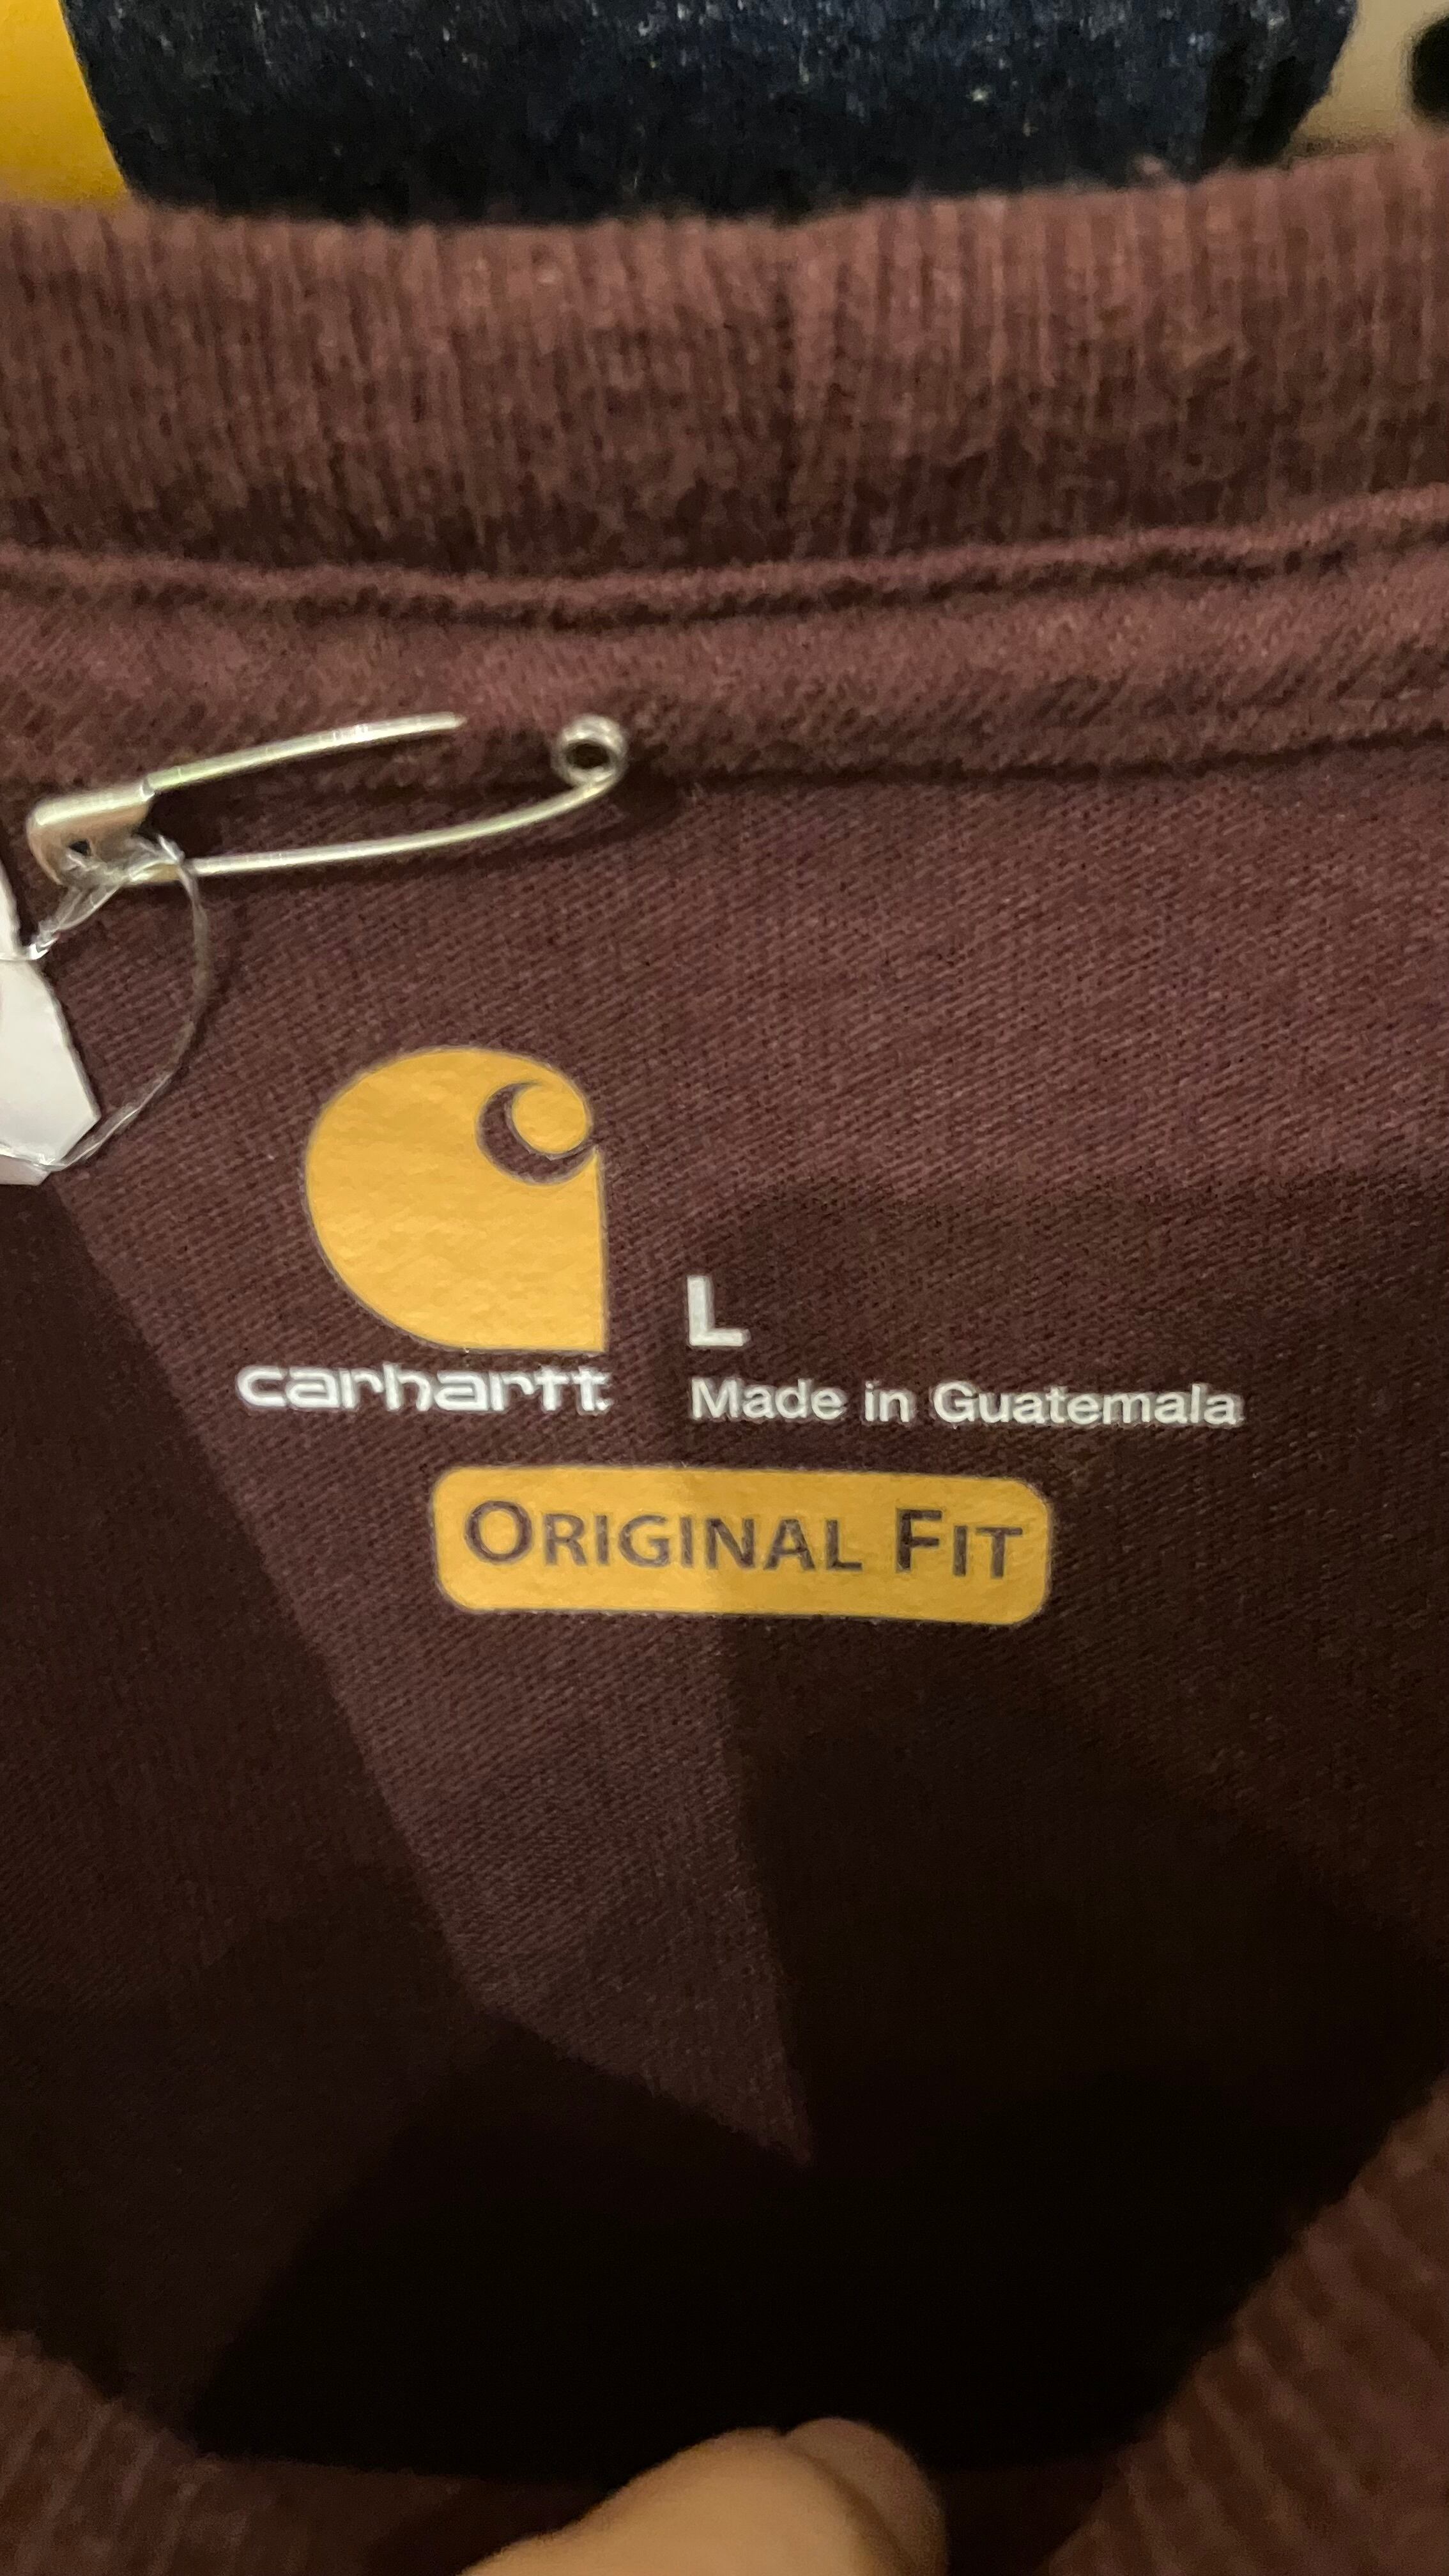 L
carhartt
Made in Guatemala
ORIGINAL FIT